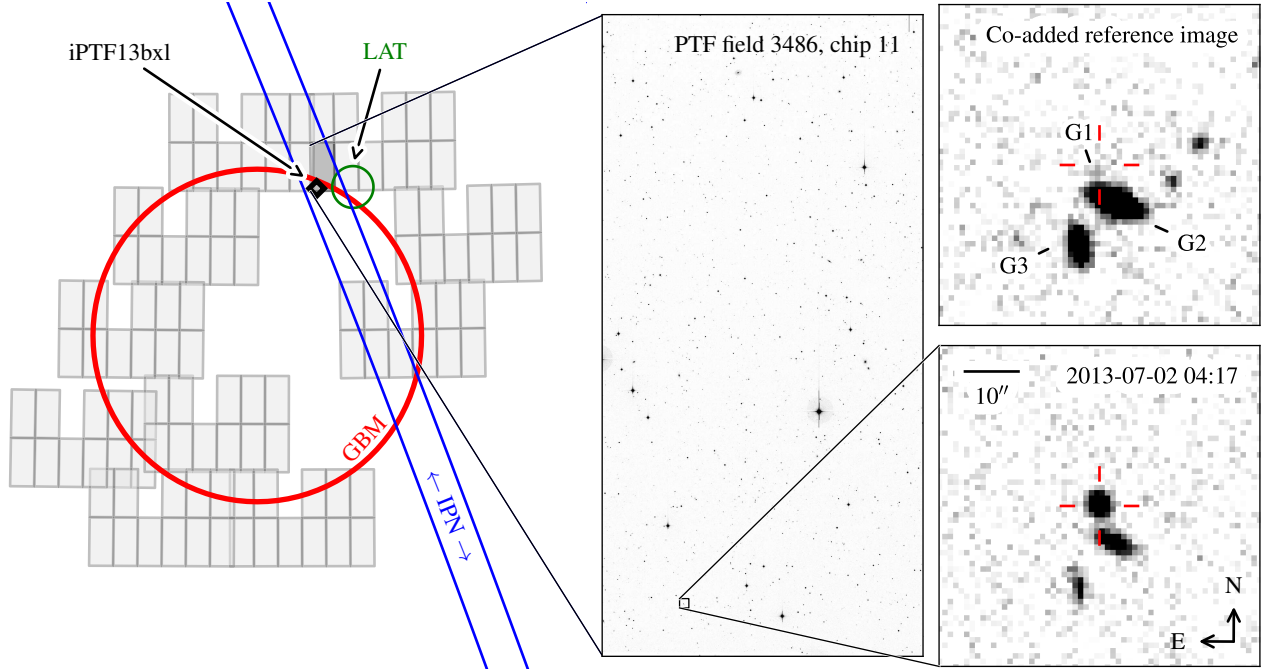 iPTF13bxl
LAT
GBM
← IPN →
PTF field 3486, chip 11
Co-added reference image
G1
G2
G3
2013-07-02 04:17
10″
N
E